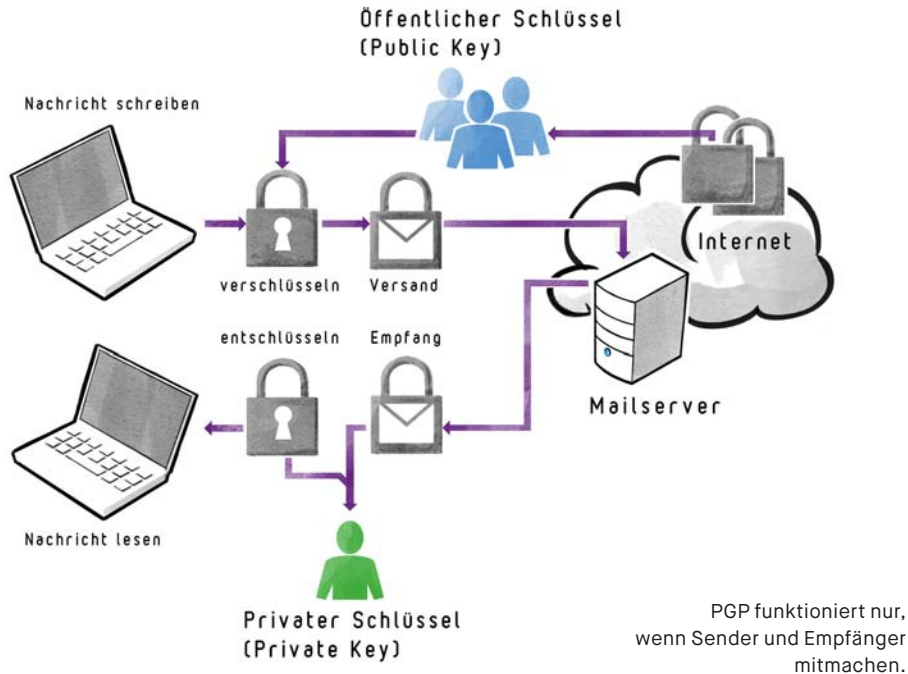 Öffentlicher Schlüssel
(Public Key)
Nachricht schreiben
Internet
verschlüsseln
Versand
entschlüsseln
Empfang
Mailserver
Nachricht lesen
Privater Schlüssel
(Private Key)
PGP funktioniert nur,
wenn Sender und Empfänger
mitmachen.